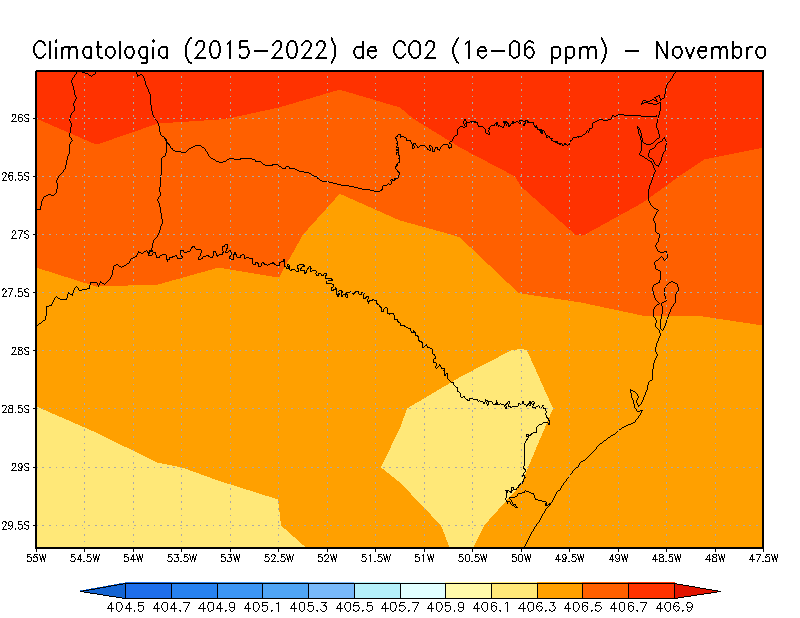 Climatologia (2015-2022) de CO2 (1e-06 ppm) - Novembro
26S
26.5S
27S
27.5S
28S
28.5S
29S
29.5S
55W 54.5W 54W 53.5W 53W 52.5W 52W 51.5W 51W 50.5W 50W 49.5W 49W 48.5W 48W 47.5W
404.5 404.7 404.9 405.1 405.3 405.5 405.7 405.9 406.1 406.3 406.5 406.7 406.9